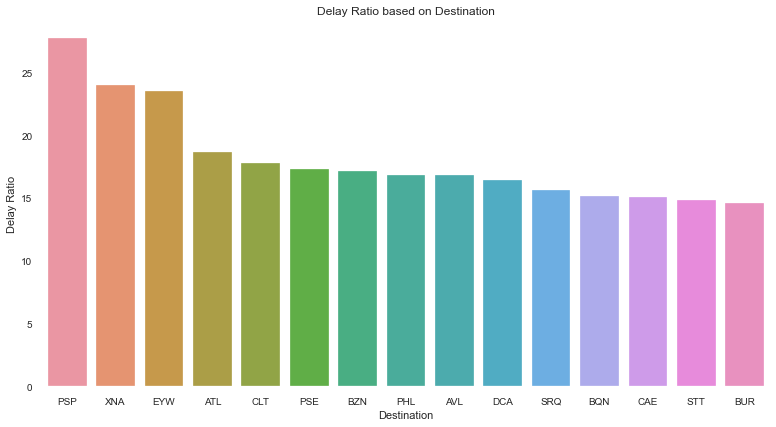 Delay Ratio based on Destination
25
20
15
10
5
0
Delay Ratio
PSP XNA EYW ATL CLT PSE BZN PHL AVL DCA SRQ BQN CAE STT BUR
Destination